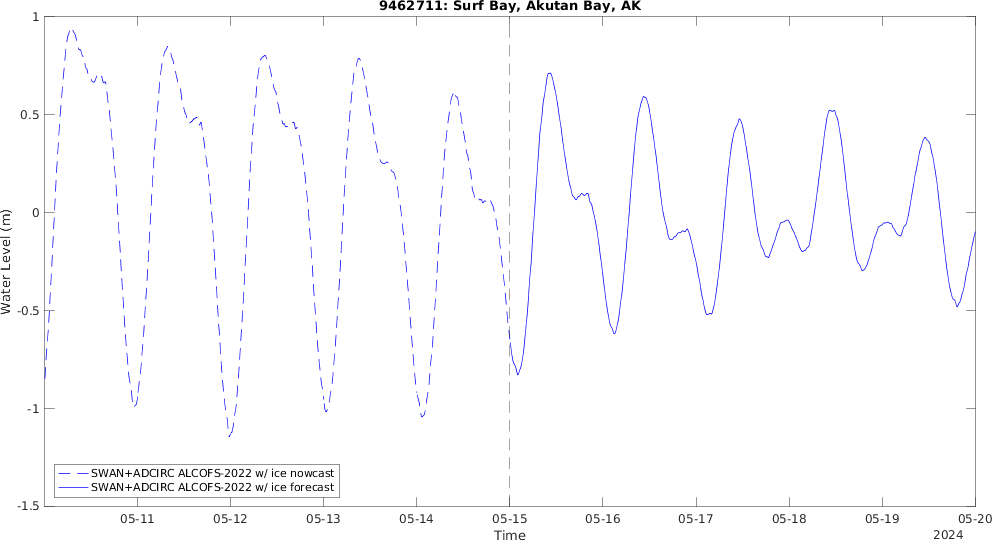 9462711: Surf Bay, Akutan Bay, AK
1
0.5
0
-0.5
-1
-1.5
Water Level (m)
SWAN+ADCIRC ALCOFS-2022 w/ ice nowcast
SWAN+ADCIRC ALCOFS-2022 w/ ice forecast
05-11 05-12 05-13 05-14 05-15 05-16 05-17 05-18 05-19 05-20
Time
2024